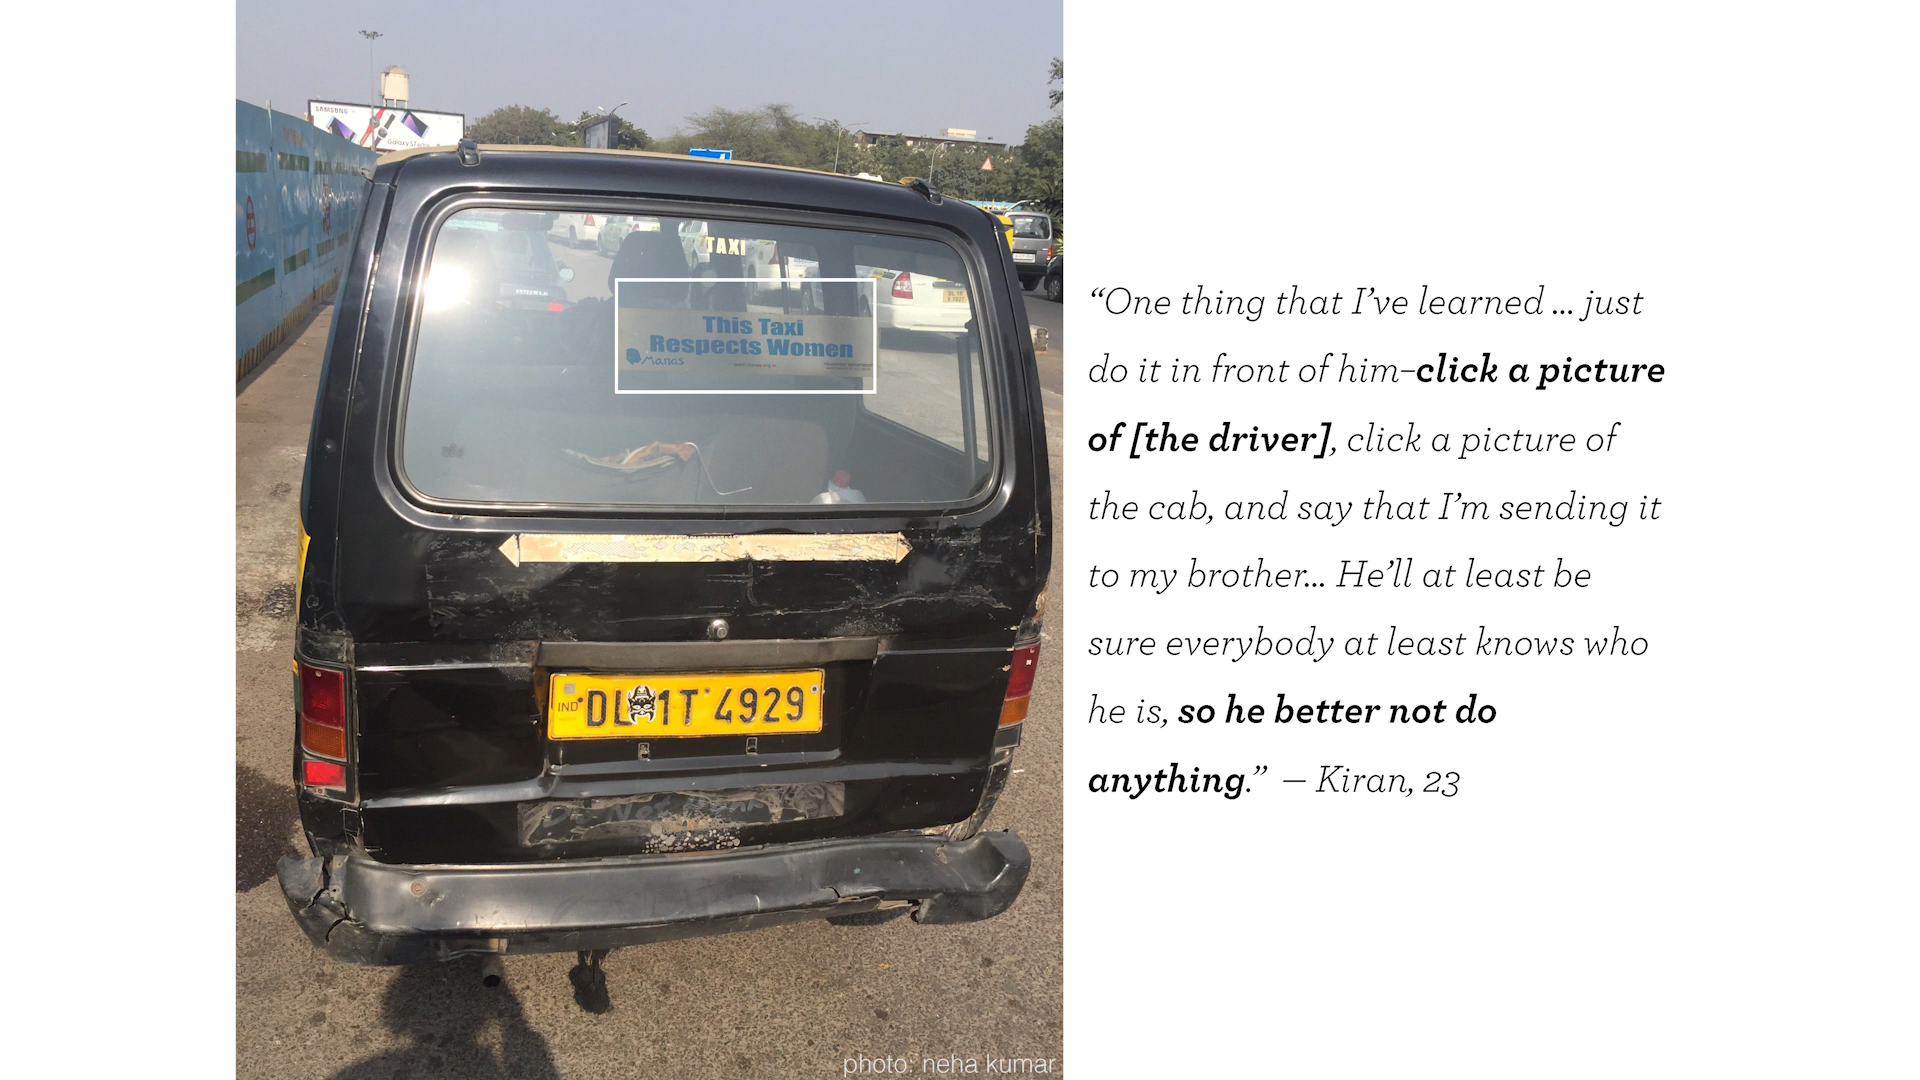 SAMSUNG
Galaxy S7 edge
TAXI
This Taxi
Respects Women
Manas
IND
DL 1T 4929
photo: neha kumar
“One thing that I’ve learned ... just
do it in front of him–click a picture
of [the driver], click a picture of
the cab, and say that I’m sending it
to my brother... He’ll at least be
sure everybody at least knows who
he is, so he better not do
anything.” — Kiran, 23